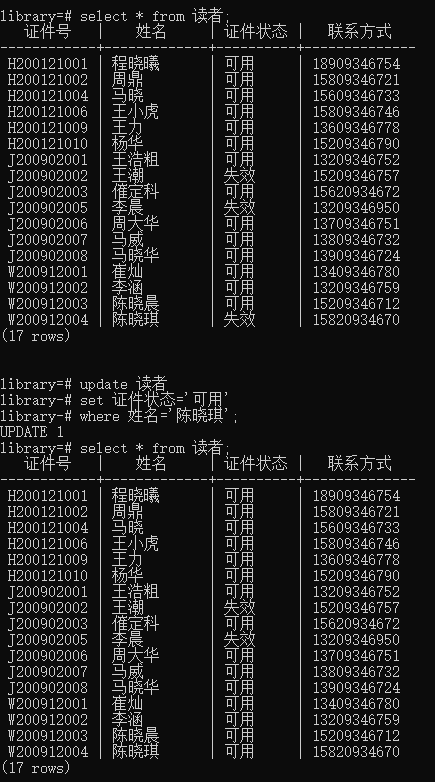 library=# select * from 读者;
证件号 | 姓名 | 证件状态 | 联系方式
-----------+-----------+----------+-------------
H200121001 | 程晓曦 | 可用 | 18909346754
H200121002 | 周鼎 | 可用 | 15809346721
H200121004 | 马晓 | 可用 | 15609346733
H200121006 | 王小虎 | 可用 | 15809346746
H200121009 | 王力 | 可用 | 13609346778
H200121010 | 杨华 | 可用 | 15209346790
J200902001 | 王浩粗 | 可用 | 13209346752
J200902002 | 王潮 | 失效 | 15209346757
J200902003 | 催定科 | 可用 | 15620934672
J200902005 | 李晨 | 失效 | 13209346950
J200902006 | 周大华 | 可用 | 13709346751
J200902007 | 马威 | 可用 | 13809346732
J200902008 | 马晓华 | 可用 | 13909346724
W200912001 | 崔灿 | 可用 | 13409346780
W200912002 | 李涵 | 可用 | 13209346759
W200912003 | 陈晓晨 | 可用 | 15209346712
W200912004 | 陈晓琪 | 失效 | 15820934670
(17 rows)
library=# update 读者
library-# set 证件状态='可用'
library-# where 姓名='陈晓琪';
UPDATE 1
library=# select * from 读者;
证件号 | 姓名 | 证件状态 | 联系方式
-----------+-----------+----------+-------------
H200121001 | 程晓曦 | 可用 | 18909346754
H200121002 | 周鼎 | 可用 | 15809346721
H200121004 | 马晓 | 可用 | 15609346733
H200121006 | 王小虎 | 可用 | 15809346746
H200121009 | 王力 | 可用 | 13609346778
H200121010 | 杨华 | 可用 | 15209346790
J200902001 | 王浩粗 | 可用 | 13209346752
J200902002 | 王潮 | 失效 | 15209346757
J200902003 | 催定科 | 可用 | 15620934672
J200902005 | 李晨 | 失效 | 13209346950
J200902006 | 周大华 | 可用 | 13709346751
J200902007 | 马威 | 可用 | 13809346732
J200902008 | 马晓华 | 可用 | 13909346724
W200912001 | 崔灿 | 可用 | 13409346780
W200912002 | 李涵 | 可用 | 13209346759
W200912003 | 陈晓晨 | 可用 | 15209346712
W200912004 | 陈晓琪 | 可用 | 15820934670
(17 rows)